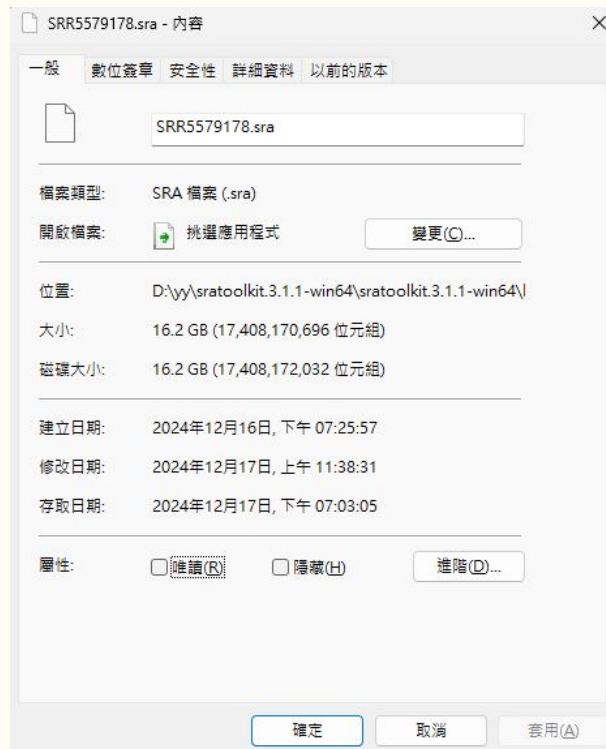 SRR5579178.sra - 內容
一般 數位簽章 安全性 詳細資料 以前的版本
SRR5579178.sra
檔案類型: SRA 檔案 (.sra)
開啟檔案: 挑選應用程式 變更(C)...
位置: D:\yy\sratoolkit.3.1.1-win64\sratoolkit.3.1.1-win64\
大小: 16.2 GB (17,408,170,696 位元組)
磁碟大小: 16.2 GB (17,408,172,032 位元組)
建立日期: 2024年12月16日, 下午 07:25:57
修改日期: 2024年12月17日, 上午 11:38:31
存取日期: 2024年12月17日, 下午 07:03:05
屬性: 唯讀(R) 隱藏(H) 進階(D)...
確定 取消 套用(A)